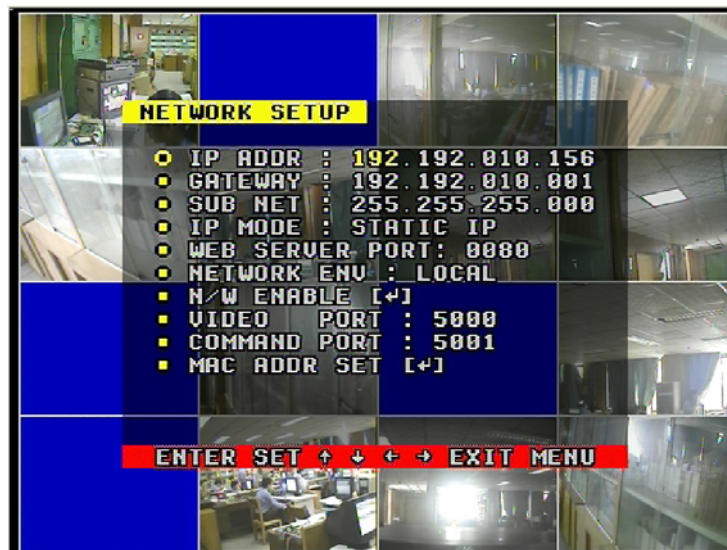 NETWORK SETUP
IP ADDR : 192.192.010.156
GATEWAY : 192.192.010.001
SUB NET : 255.255.255.000
IP MODE : STATIC IP
WEB SERVER PORT: 0080
NETWORK ENV : LOCAL
N/W ENABLE [↵]
VIDEO PORT : 5000
COMMAND PORT : 5001
MAC ADDR SET [↵]
ENTER SET ↑ ↓ ← → EXIT MENU